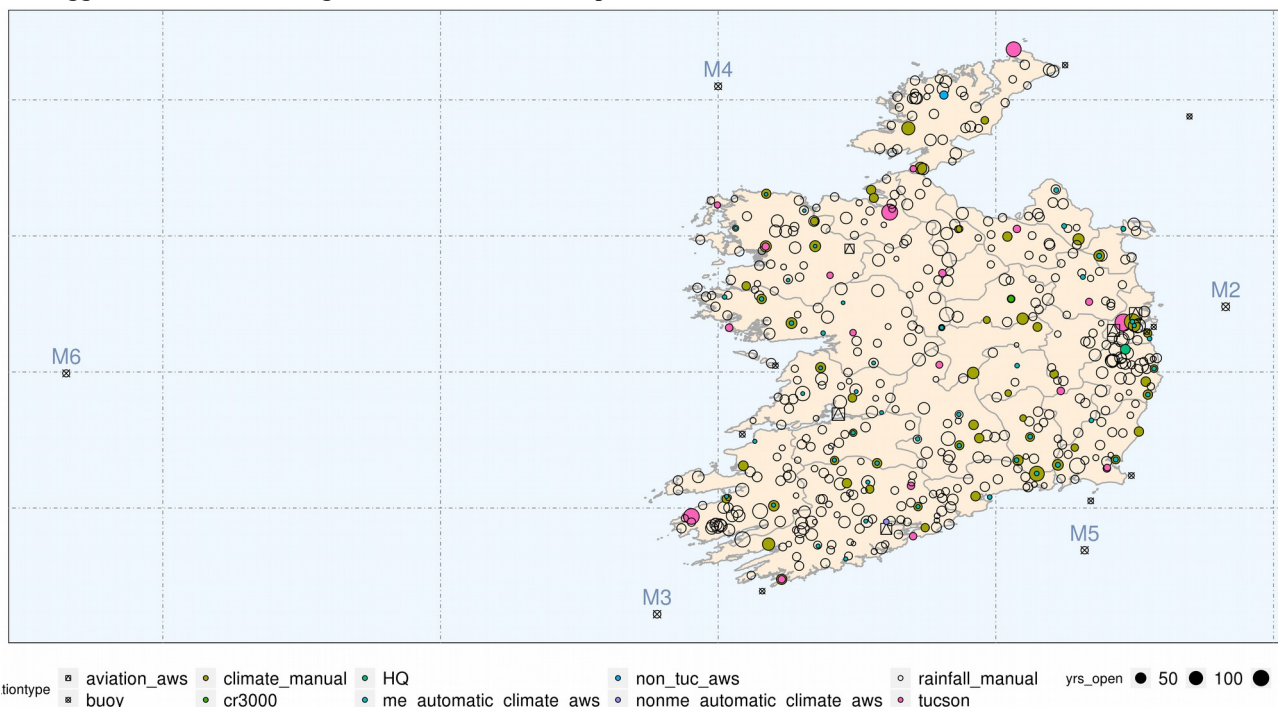 M4
M2
M6
M5
M3
tiontype
aviation_aws
climate_manual
HQ
non_tuc_aws
rainfall_manual
yrs_open
50
100
buoy
cr3000
me_automatic_climate_aws
nonme_automatic_climate_aws
tucson